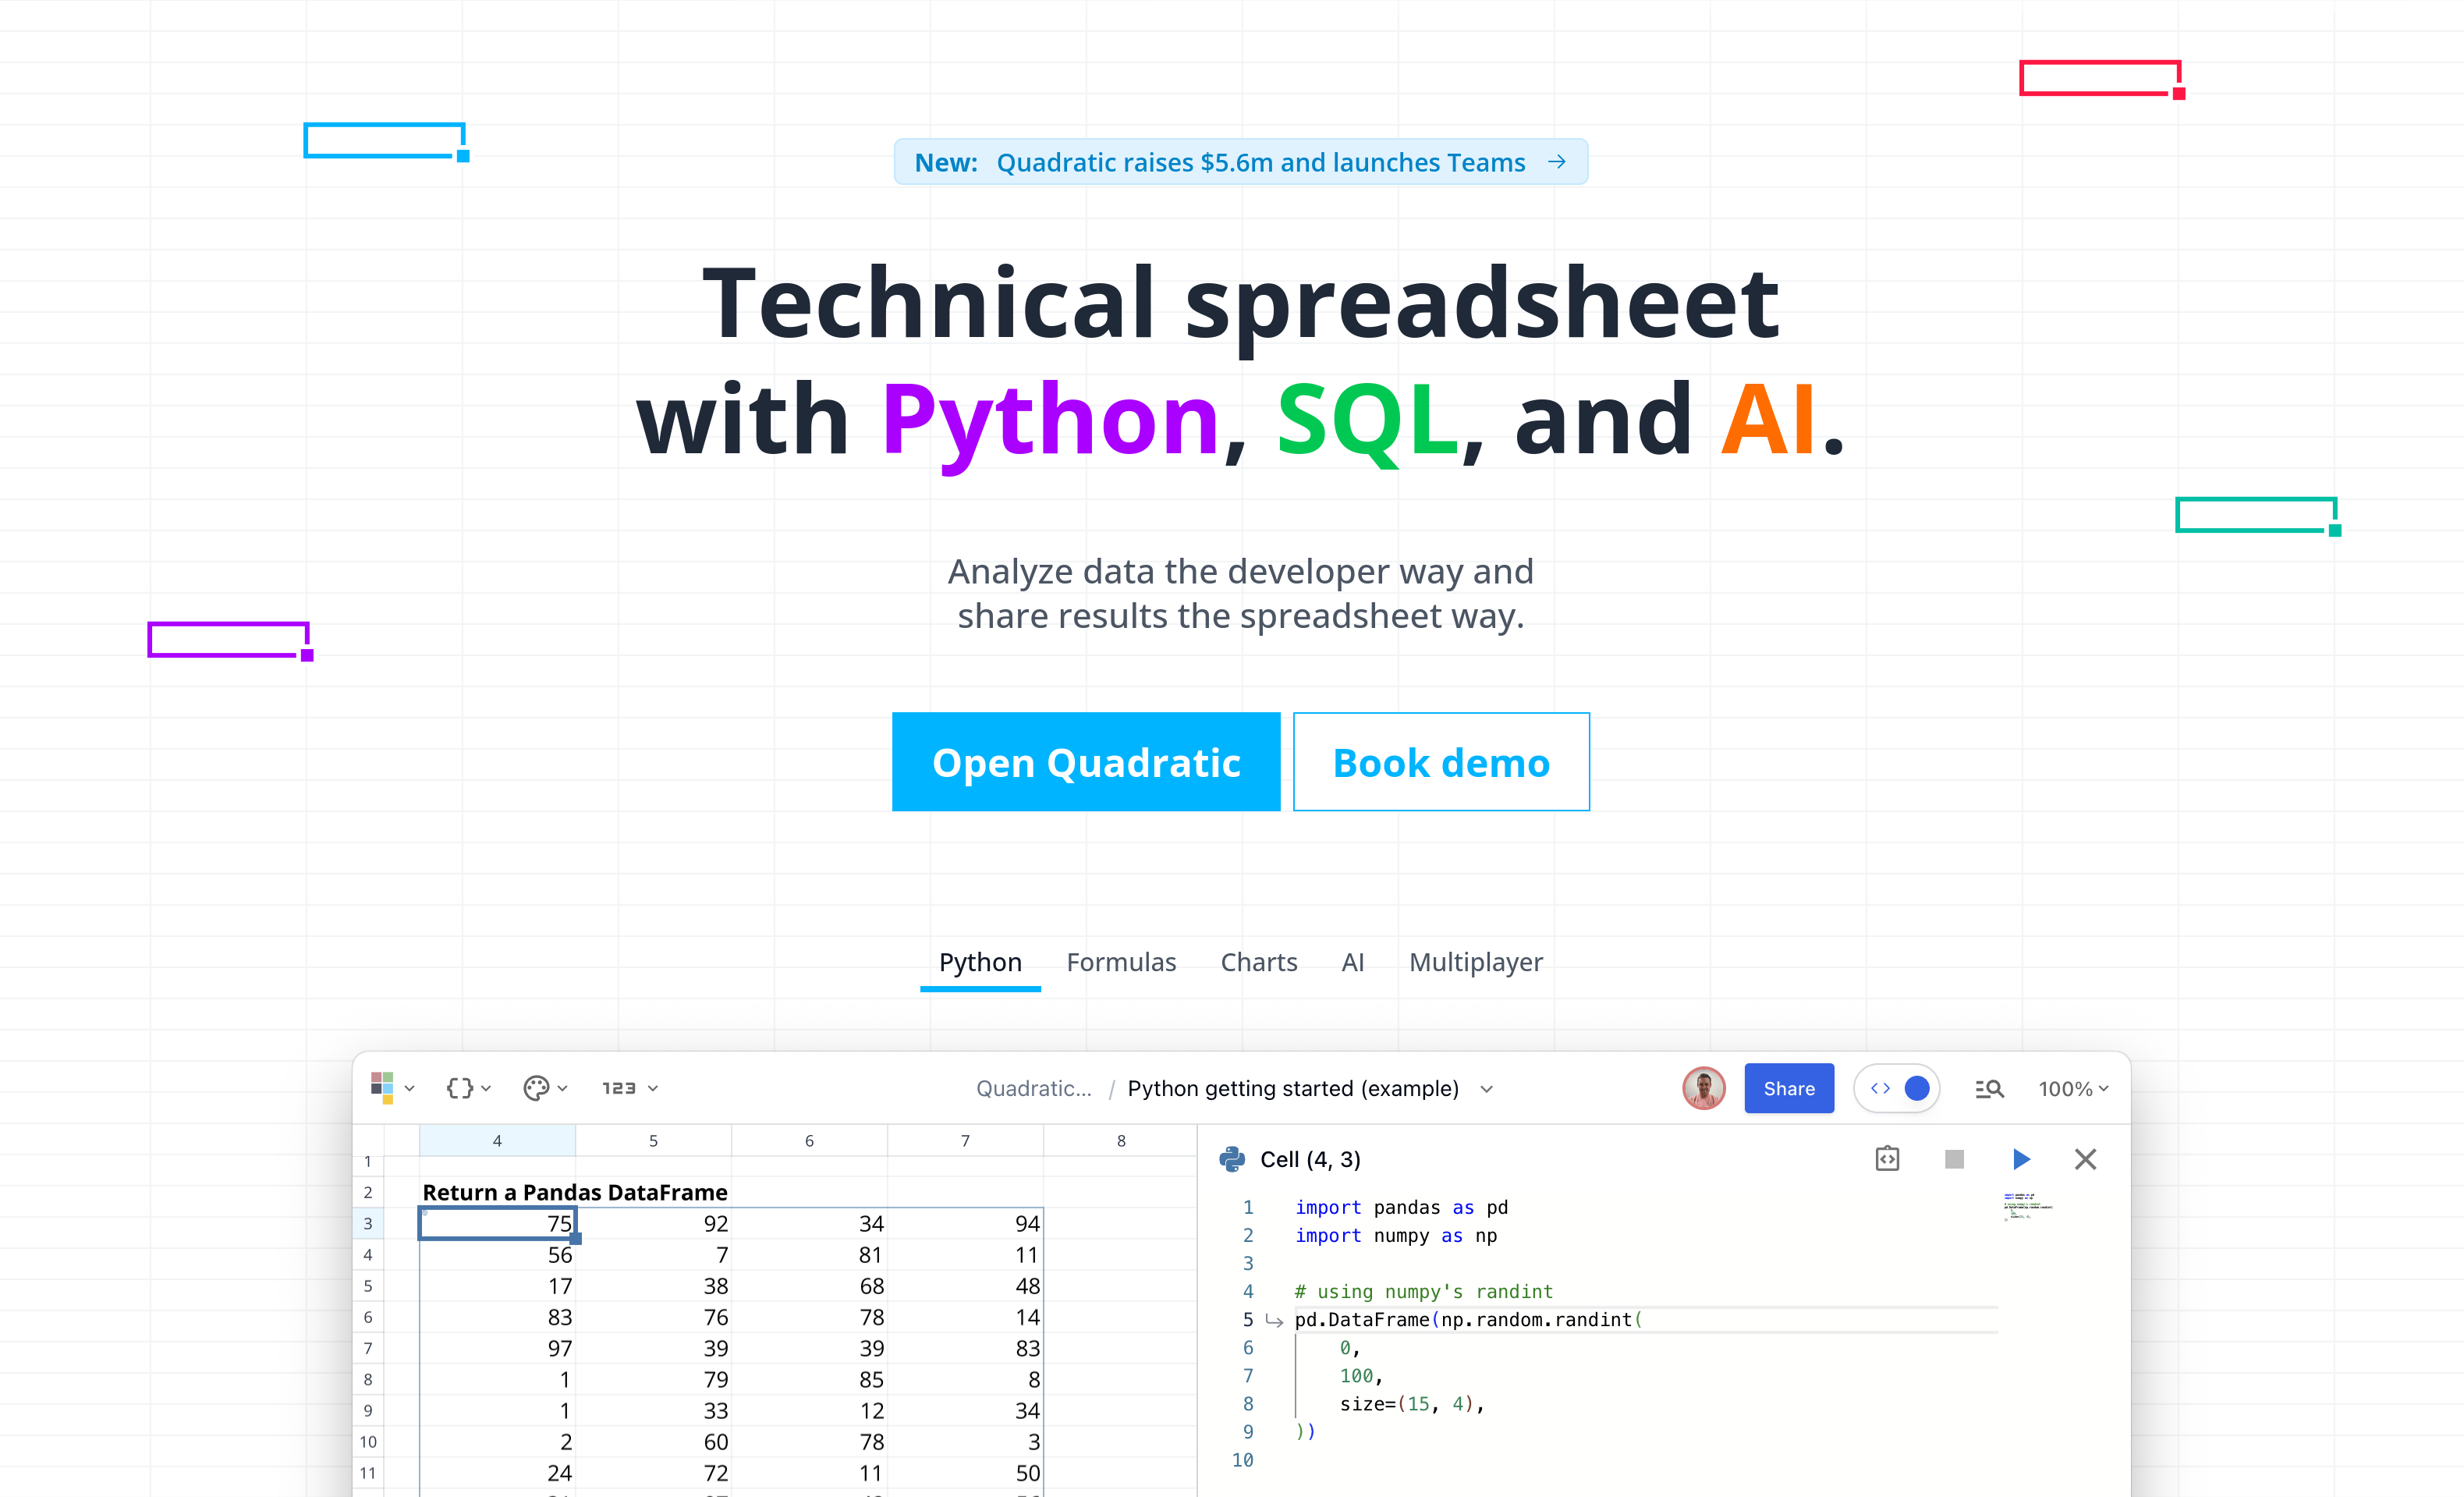 New: Quadratic raises $5.6m and launches Teams →
Technical spreadsheet
with Python, SQL, and AI.
Analyze data the developer way and
share results the spreadsheet way.
Open Quadratic Book demo
Python Formulas Charts AI Multiplayer
{} 123 Quadratic... / Python getting started (example) Share <> 100%
4 5 6 7 8
1
2 Return a Pandas DataFrame
3 75 92 34 94
4 56 7 81 11
5 17 38 68 48
6 83 76 78 14
7 97 39 39 83
8 1 79 85 8
9 1 33 12 34
10 2 60 78 3
11 24 72 11 50
Cell (4, 3)
1 import pandas as pd
2 import numpy as np
3
4 # using numpy's randint
5 pd.DataFrame(np.random.randint(
6 0,
7 100,
8 size=(15, 4),
9 ))
10